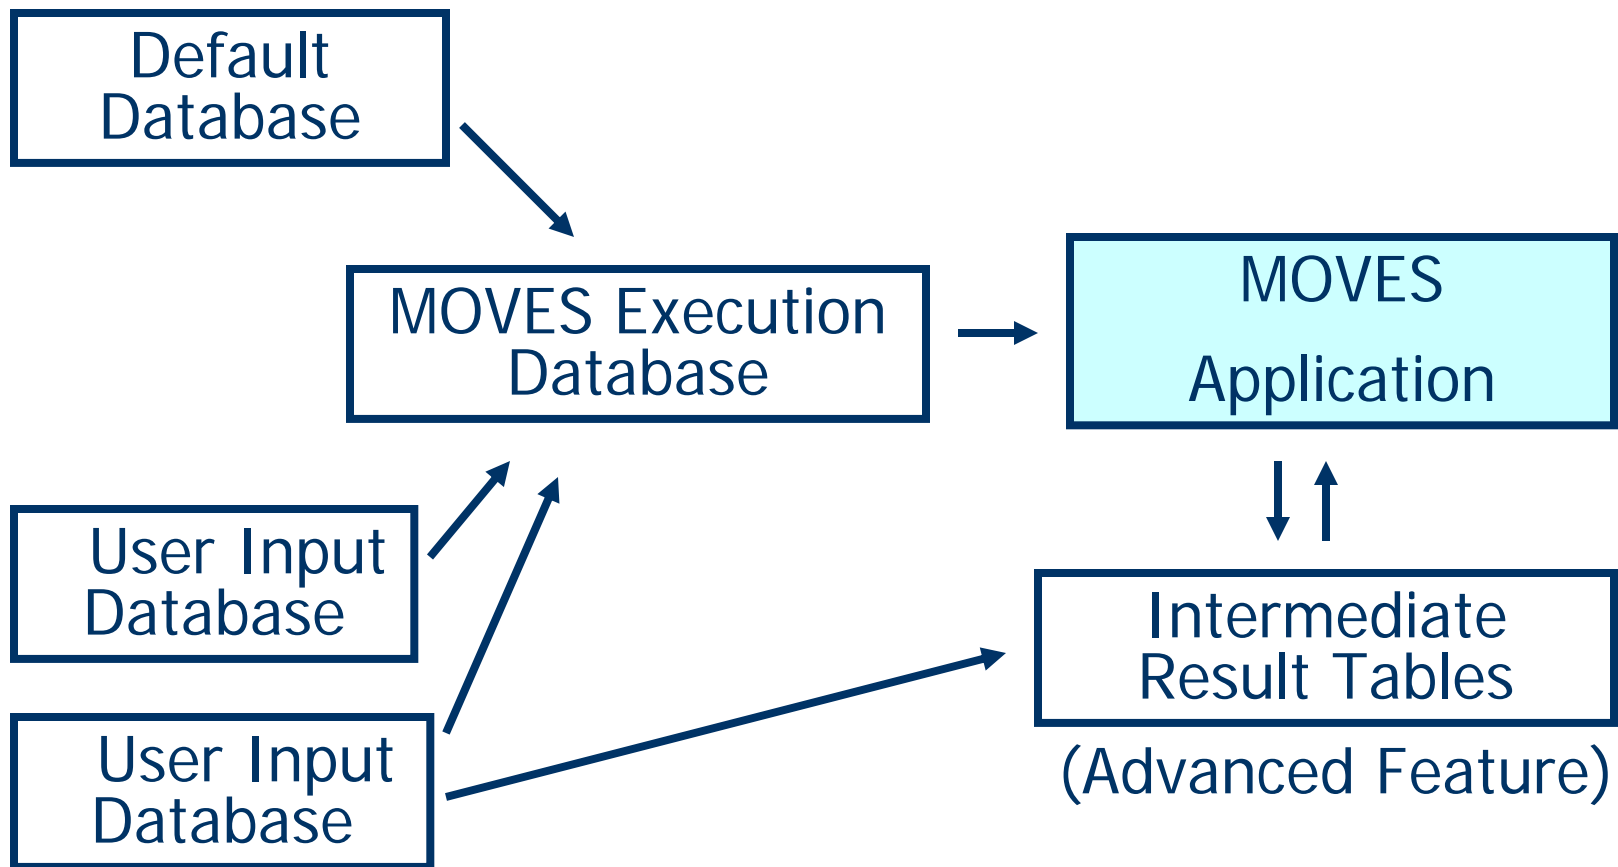 Default
Database
MOVES Execution
Database
MOVES
Application
User Input
Database
Intermediate
Result Tables
(Advanced Feature)
User Input
Database